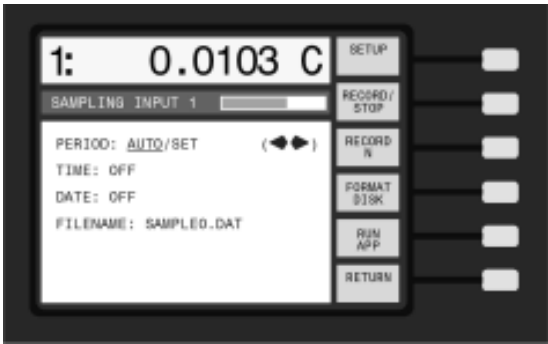 1: 0.0103 C
SAMPLING INPUT 1
PERIOD: AUTO/SET (◀▶)
TIME: OFF
DATE: OFF
FILENAME: SAMPLE0.DAT
SETUP
RECORD/
STOP
RECORD
N
FORMAT
DISK
RUN
APP
RETURN